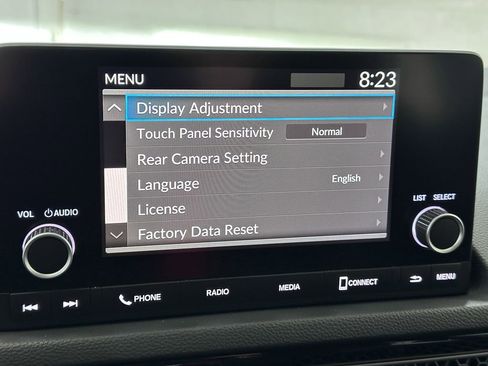 MENU 8:23
Display Adjustment
Touch Panel Sensitivity Normal
Rear Camera Setting
Language English
License
Factory Data Reset
VOL AUDIO
LIST SELECT
PHONE RADIO MEDIA CONNECT MENU